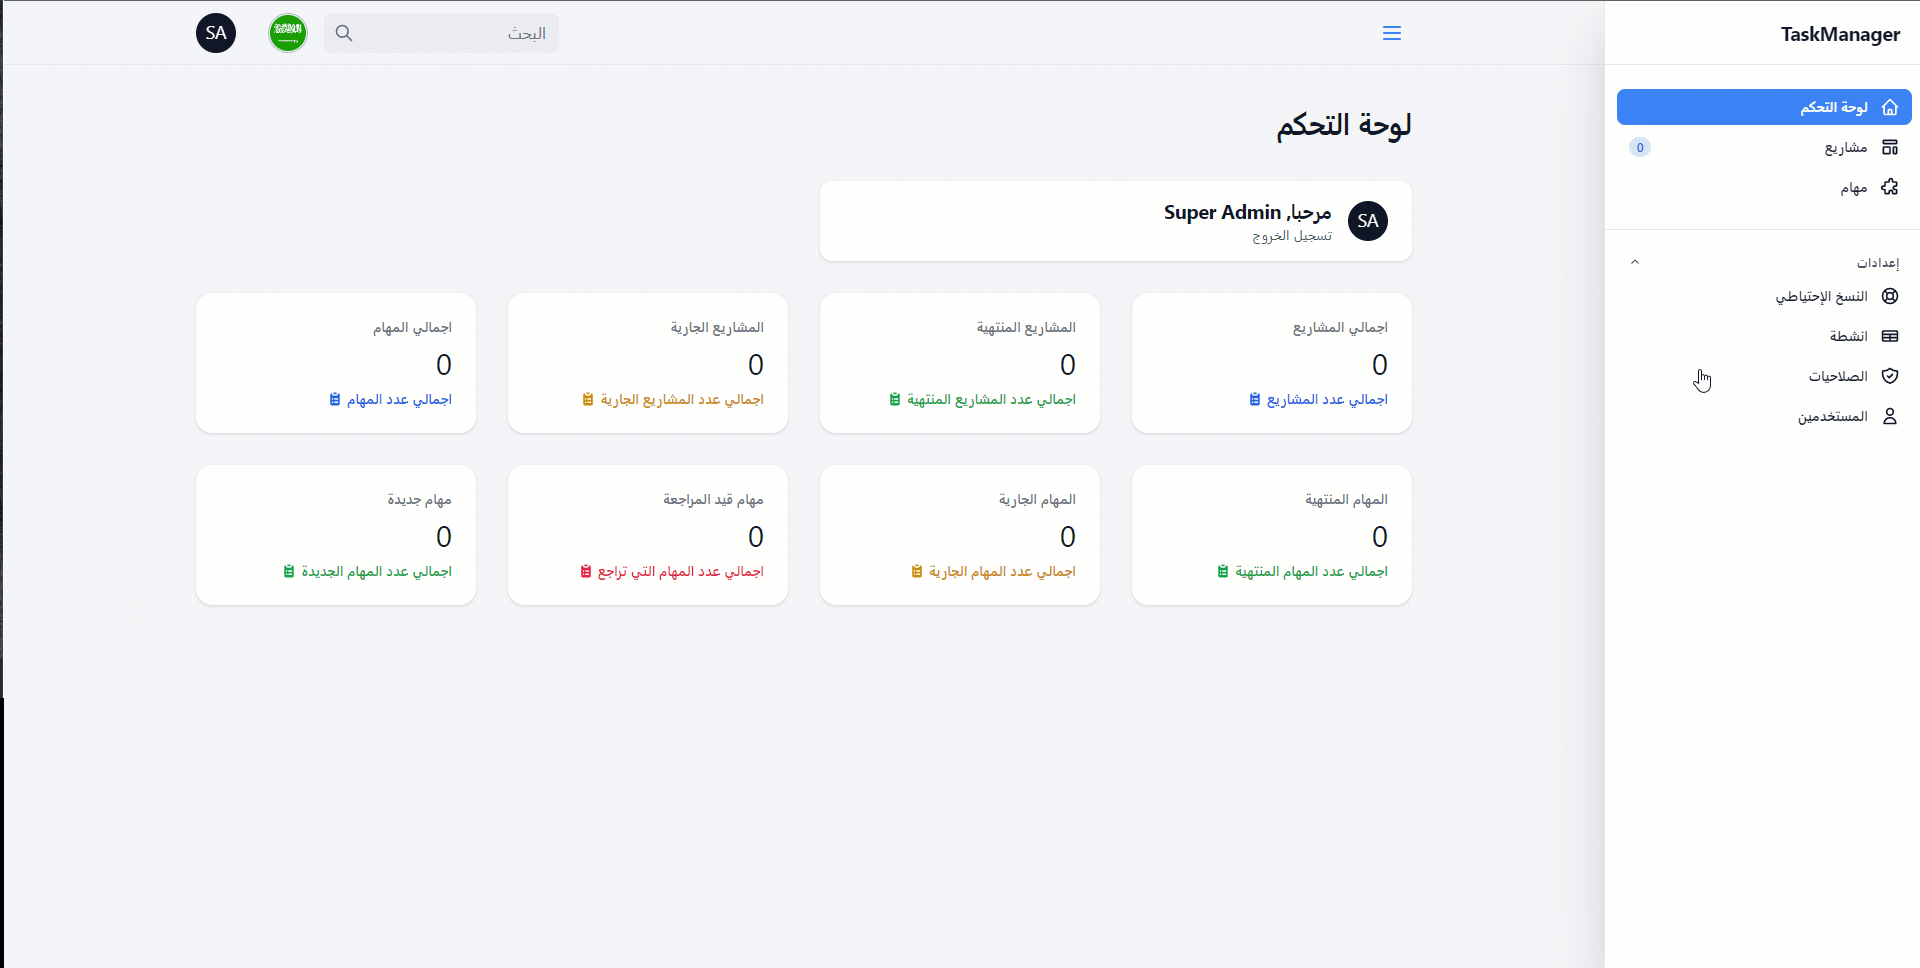 TaskManager
لوحة التحكم
مشاريع
0
مهام
إعدادات
النسخ الإحتياطي
انشطة
الصلاحيات
المستخدمين
البحث
SA
لوحة التحكم
SA
مرحبا, Super Admin
تسجيل الخروج
اجمالي المشاريع
0
اجمالي عدد المشاريع
المشاريع المنتهية
0
اجمالي عدد المشاريع المنتهية
المشاريع الجارية
0
اجمالي عدد المشاريع الجارية
اجمالي المهام
0
اجمالي عدد المهام
المهام المنتهية
0
اجمالي عدد المهام المنتهية
المهام الجارية
0
اجمالي عدد المهام الجارية
مهام قيد المراجعة
0
اجمالي عدد المهام التي تراجع
مهام جديدة
0
اجمالي عدد المهام الجديدة